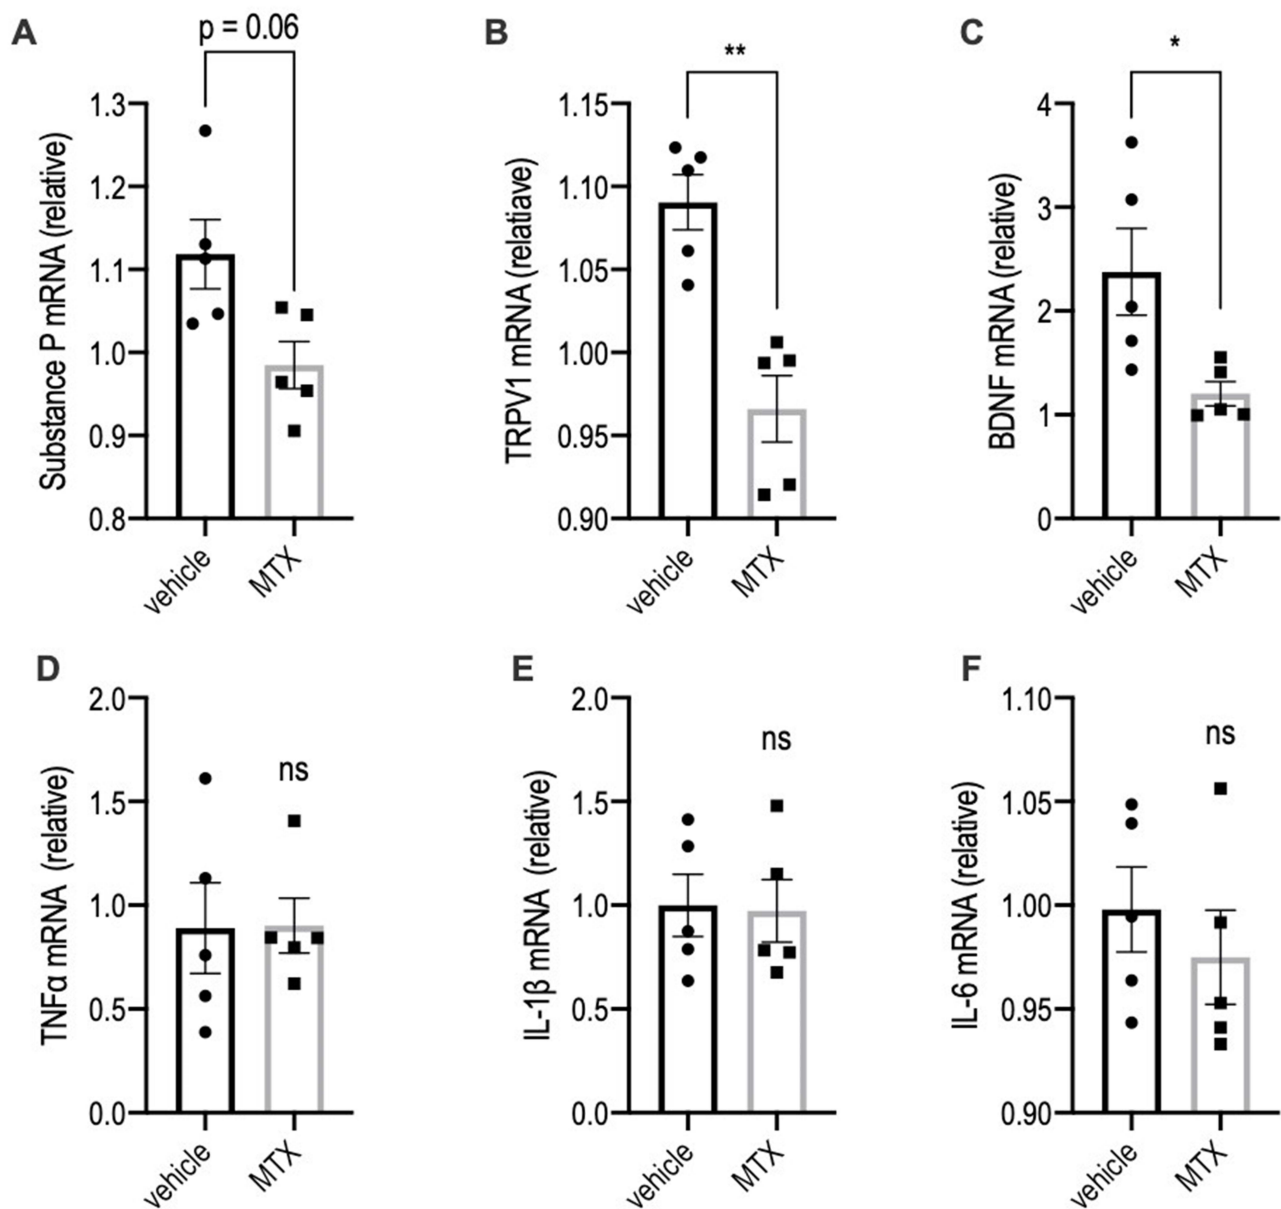 A
p = 0.06
Substance P mRNA (relative)
1.3
1.2
1.1
1.0
0.9
0.8
vehicle
MTX
B
**
TRPV1 mRNA (relatiave)
1.15
1.10
1.05
1.00
0.95
0.90
vehicle
MTX
C
*
BDNF mRNA (relative)
4
3
2
1
0
vehicle
MTX
D
ns
TNFα mRNA (relative)
2.0
1.5
1.0
0.5
0.0
vehicle
MTX
E
ns
IL-1β mRNA (relative)
2.0
1.5
1.0
0.5
0.0
vehicle
MTX
F
ns
IL-6 mRNA (relative)
1.10
1.05
1.00
0.95
0.90
vehicle
MTX